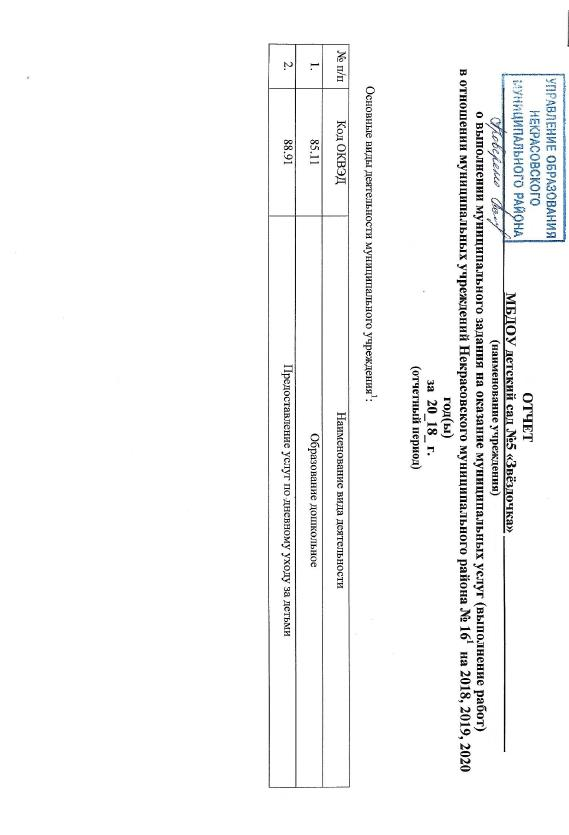 УПРАВЛЕНИЕ ОБРАЗОВАНИЯ
НЕКРАСОВСКОГО
МУНИЦИПАЛЬНОГО РАЙОНА
Проверено
ОТЧЕТ
МБДОУ детский сад №5 «Звёздочка»
(наименование учреждения)
о выполнении муниципального задания на оказание муниципальных услуг (выполнение работ)
в отношении муниципальных учреждений Некрасовского муниципального района № 16¹ на 2018, 2019, 2020
год(ы)
за 20_18_ г.
(отчетный период)
Основные виды деятельности муниципального учреждения¹:
№ п/п Код ОКВЭД Наименование вида деятельности
1. 85.11 Образование дошкольное
2. 88.91 Предоставление услуг по дневному уходу за детьми